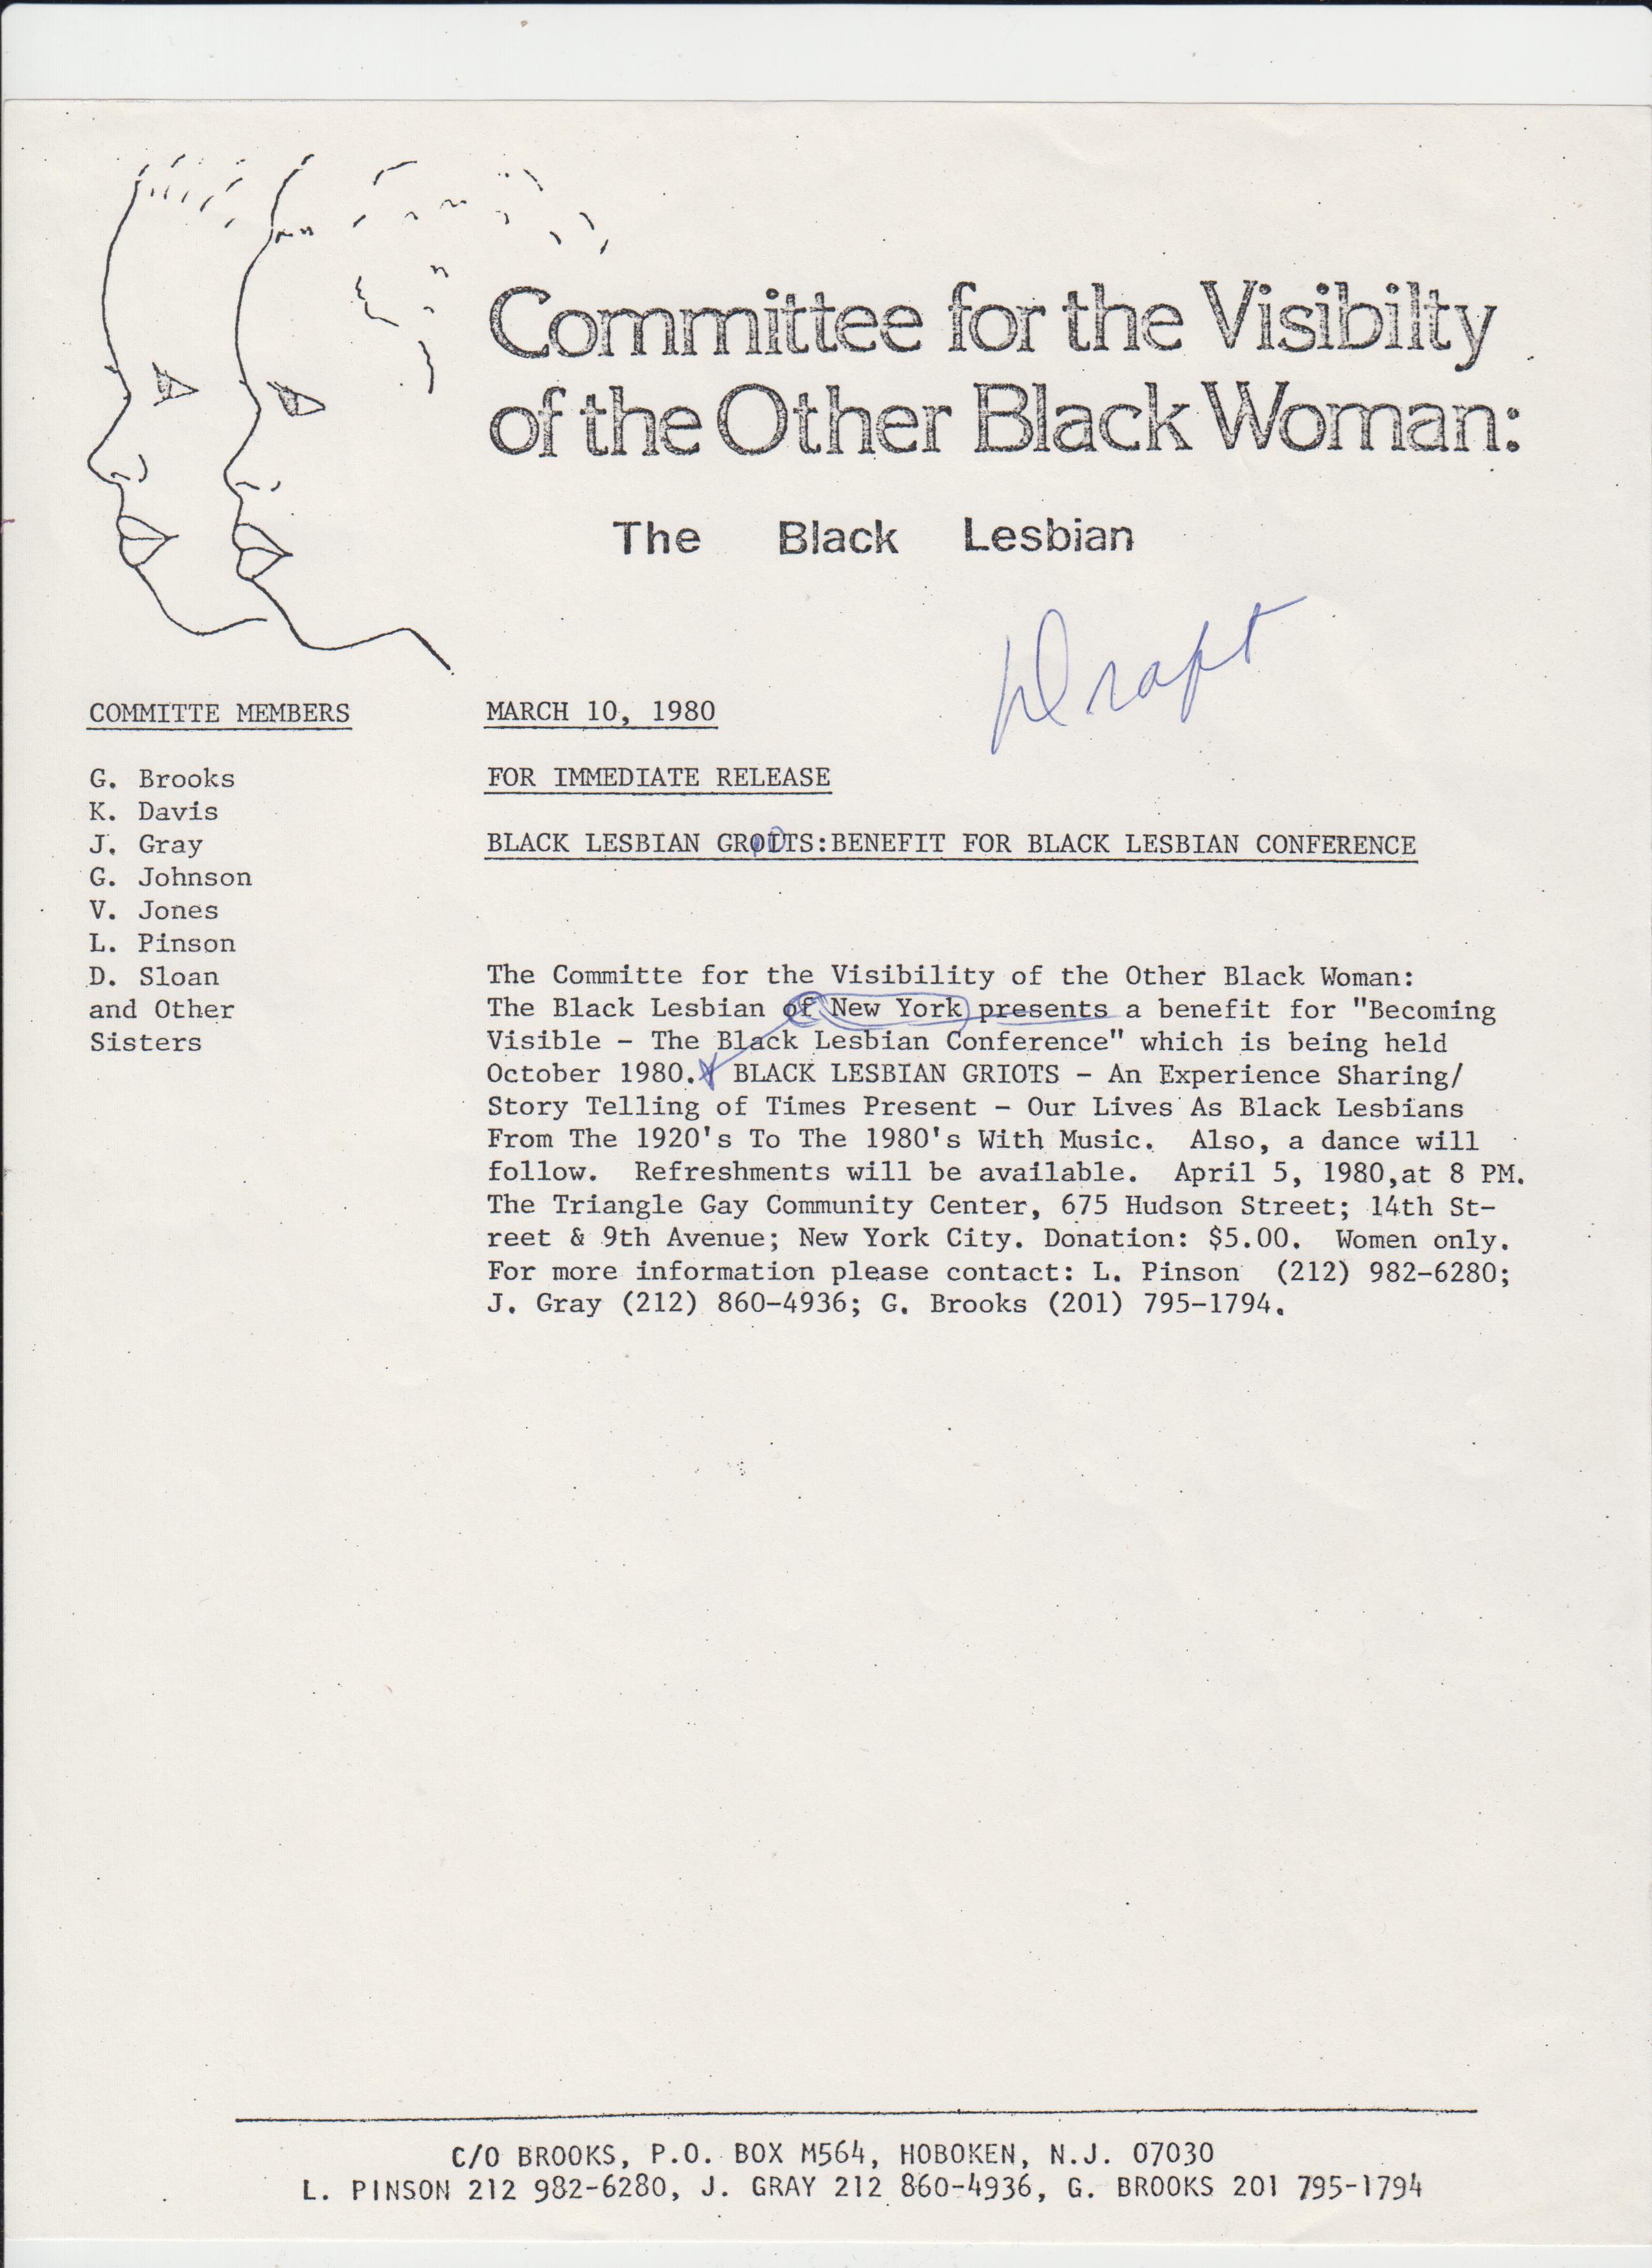 Committee for the Visibilty
of the Other Black Woman:
The Black Lesbian
Draft
COMMITTE MEMBERS
G. Brooks
K. Davis
J. Gray
G. Johnson
V. Jones
L. Pinson
D. Sloan
and Other
Sisters
MARCH 10, 1980
FOR IMMEDIATE RELEASE
BLACK LESBIAN GROITS:BENEFIT FOR BLACK LESBIAN CONFERENCE
The Committe for the Visibility of the Other Black Woman:
The Black Lesbian of New York presents a benefit for "Becoming
Visible - The Black Lesbian Conference" which is being held
October 1980. BLACK LESBIAN GRIOTS - An Experience Sharing/
Story Telling of Times Present - Our Lives As Black Lesbians
From The 1920's To The 1980's With Music. Also, a dance will
follow. Refreshments will be available. April 5, 1980,at 8 PM.
The Triangle Gay Community Center, 675 Hudson Street; 14th St-
reet & 9th Avenue; New York City. Donation: $5.00. Women only.
For more information please contact: L. Pinson (212) 982-6280;
J. Gray (212) 860-4936; G. Brooks (201) 795-1794.
C/O BROOKS, P.O. BOX M564, HOBOKEN, N.J. 07030
L. PINSON 212 982-6280, J. GRAY 212 860-4936, G. BROOKS 201 795-1794